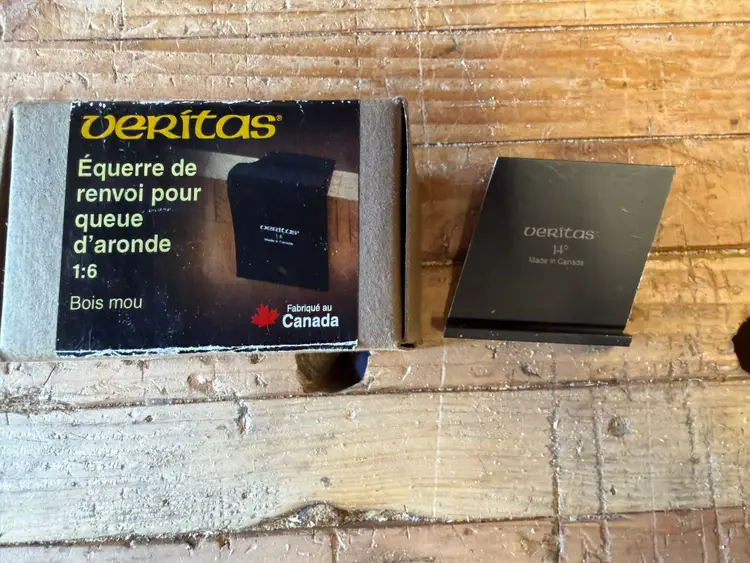 veritas®
Équerre de
renvoi pour
queue
d'aronde
1:6
Bois mou
Fabriqué au
Canada
veritas®
1:6
Made in Canada
veritas®
14°
Made in Canada